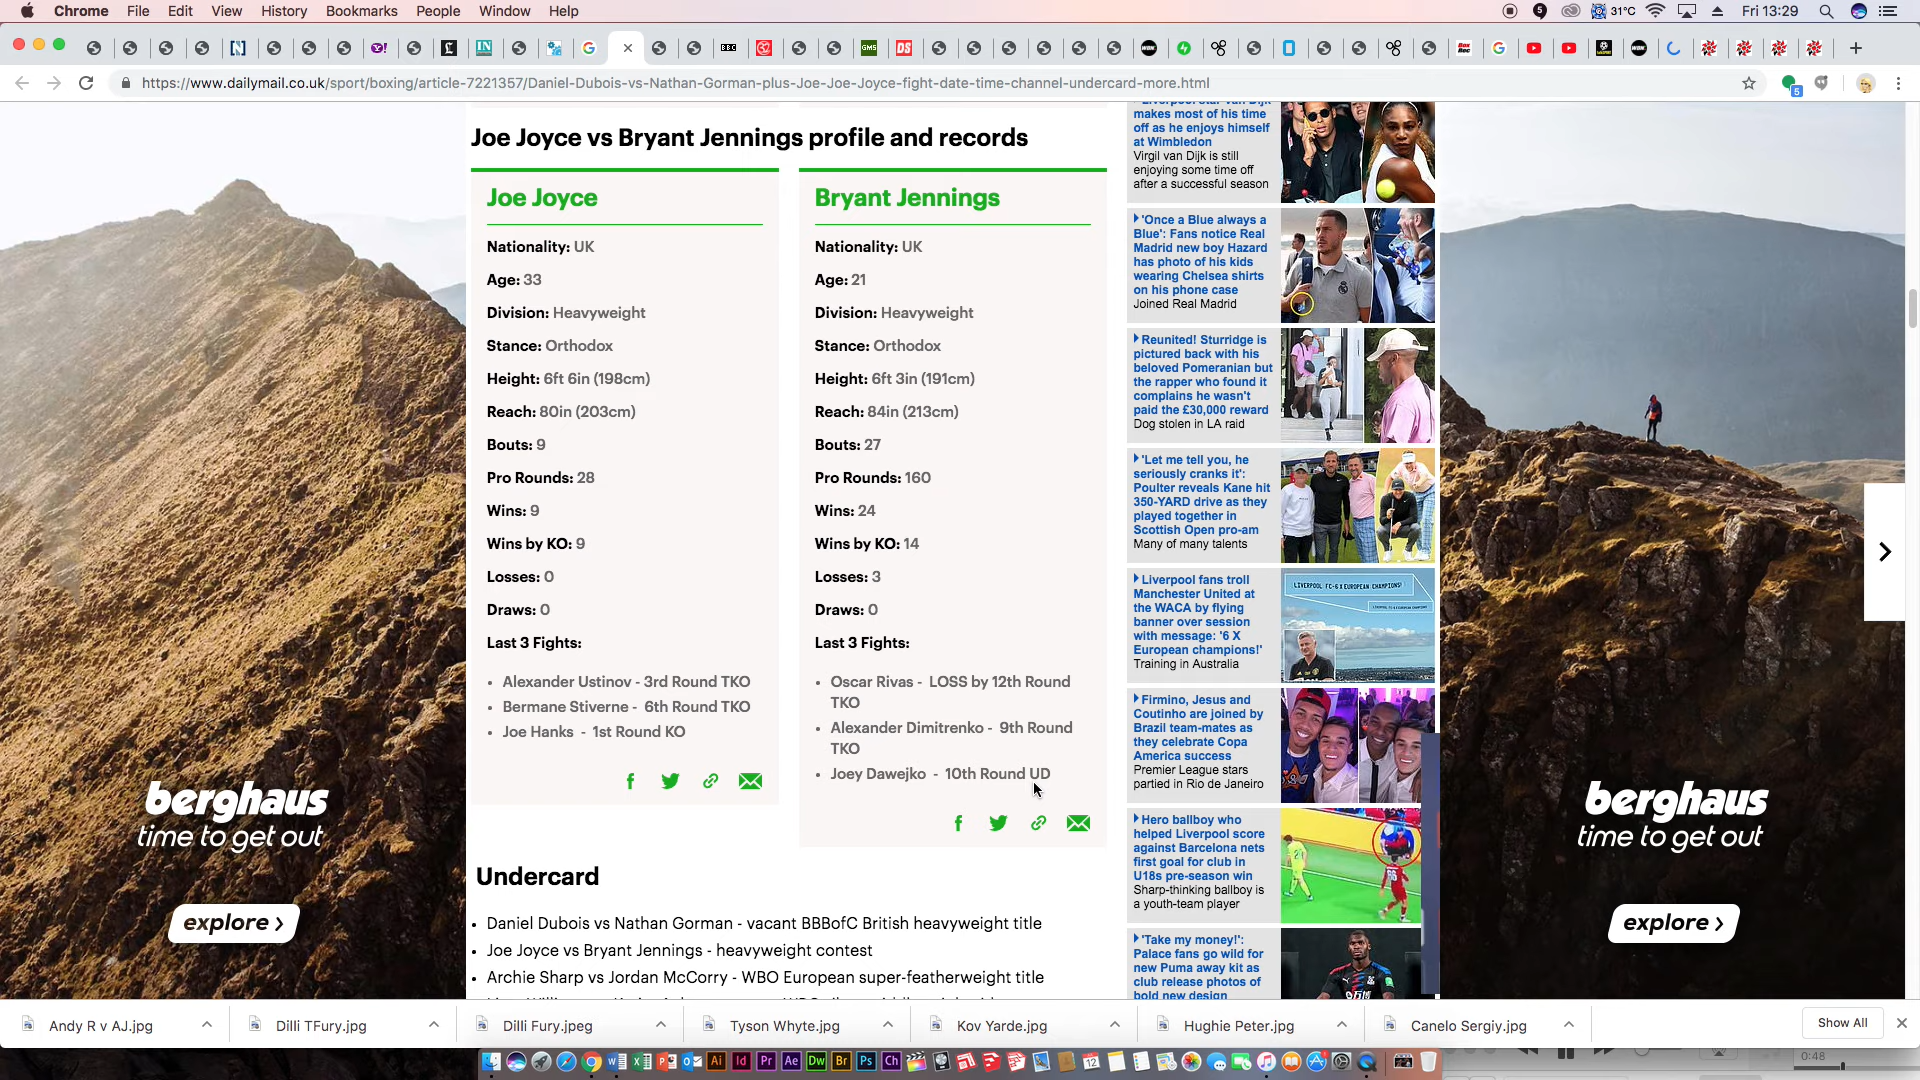 Chrome File Edit View History Bookmarks People Window Help
5 31°C Fri 13:29
https://www.dailymail.co.uk/sport/boxing/article-7221357/Daniel-Dubois-vs-Nathan-Gorman-plus-Joe-Joe-Joyce-fight-date-time-channel-undercard-more.html
Joe Joyce vs Bryant Jennings profile and records
Joe Joyce
Nationality: UK
Age: 33
Division: Heavyweight
Stance: Orthodox
Height: 6ft 6in (198cm)
Reach: 80in (203cm)
Bouts: 9
Pro Rounds: 28
Wins: 9
Wins by KO: 9
Losses: 0
Draws: 0
Last 3 Fights:
• Alexander Ustinov - 3rd Round TKO
• Bermane Stiverne - 6th Round TKO
• Joe Hanks - 1st Round KO
Bryant Jennings
Nationality: UK
Age: 21
Division: Heavyweight
Stance: Orthodox
Height: 6ft 3in (191cm)
Reach: 84in (213cm)
Bouts: 27
Pro Rounds: 160
Wins: 24
Wins by KO: 14
Losses: 3
Draws: 0
Last 3 Fights:
• Oscar Rivas - LOSS by 12th Round
TKO
• Alexander Dimitrenko - 9th Round
TKO
• Joey Dawejko - 10th Round UD
Undercard
• Daniel Dubois vs Nathan Gorman - vacant BBBofC British heavyweight title
• Joe Joyce vs Bryant Jennings - heavyweight contest
• Archie Sharp vs Jordan McCorry - WBO European super-featherweight title
makes most of his time
off as he enjoys himself
at Wimbledon
Virgil van Dijk is still
enjoying some time off
after a successful season
'Once a Blue always a
Blue': Fans notice Real
Madrid new boy Hazard
has photo of his kids
wearing Chelsea shirts
on his phone case
Joined Real Madrid
Reunited! Sturridge is
pictured back with his
beloved Pomeranian but
the rapper who found it
complains he wasn't
paid the £30,000 reward
Dog stolen in LA raid
'Let me tell you, he
seriously cranks it':
Poulter reveals Kane hit
350-YARD drive as they
played together in
Scottish Open pro-am
Many of many talents
Liverpool fans troll
Manchester United at
the WACA by flying
banner over session
with message: '6 X
European champions!'
Training in Australia
LIVERPOOL FC-6 X EUROPEAN CHAMPIONS!
Firmino, Jesus and
Coutinho are joined by
Brazil team-mates as
they celebrate Copa
America success
Premier League stars
partied in Rio de Janeiro
Hero ballboy who
helped Liverpool score
against Barcelona nets
first goal for club in
U18s pre-season win
Sharp-thinking ballboy is
a youth-team player
'Take my money!':
Palace fans go wild for
new Puma away kit as
club release photos of
bold new design
berghaus
time to get out
explore ›
berghaus
time to get out
explore ›
Andy R v AJ.jpg
Dilli TFury.jpg
Dilli Fury.jpeg
Tyson Whyte.jpg
Kov Yarde.jpg
Hughie Peter.jpg
Canelo Sergiy.jpg
Show All
Ai Id Pr Ae Dw Br Ps Ch
0:48